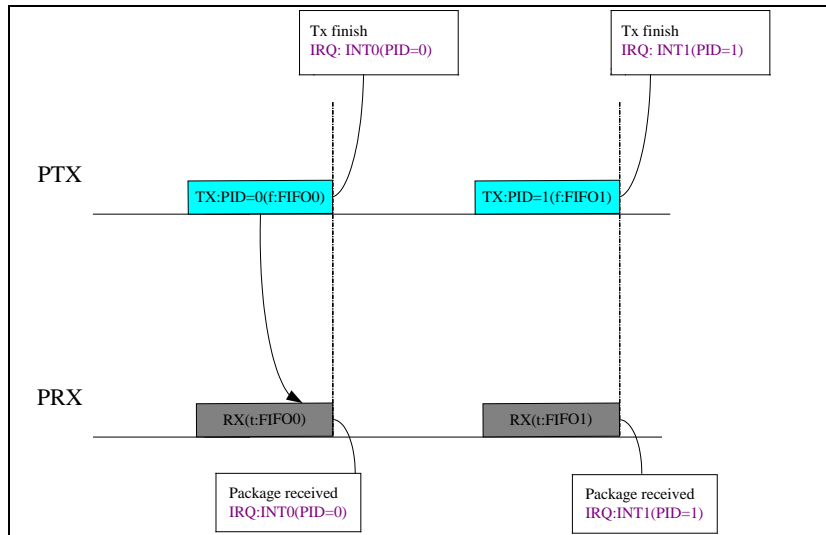 Tx finish
IRQ: INT0(PID=0)
Tx finish
IRQ: INT1(PID=1)
PTX
TX:PID=0(f:FIFO0)
TX:PID=1(f:FIFO1)
PRX
RX(t:FIFO0)
RX(t:FIFO1)
Package received
IRQ:INT0(PID=0)
Package received
IRQ:INT1(PID=1)